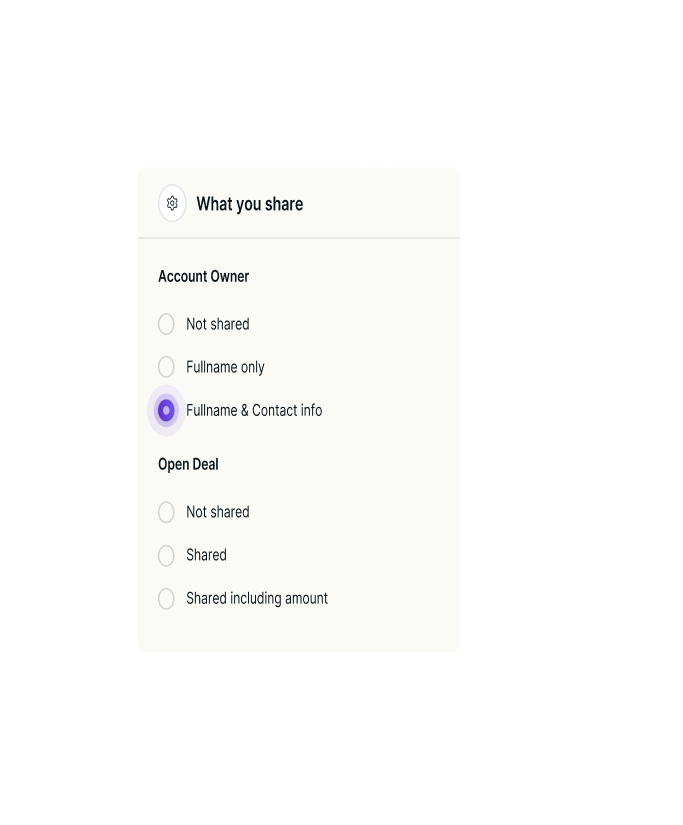 What you share
Account Owner
Not shared
Fullname only
Fullname & Contact info
Open Deal
Not shared
Shared
Shared including amount